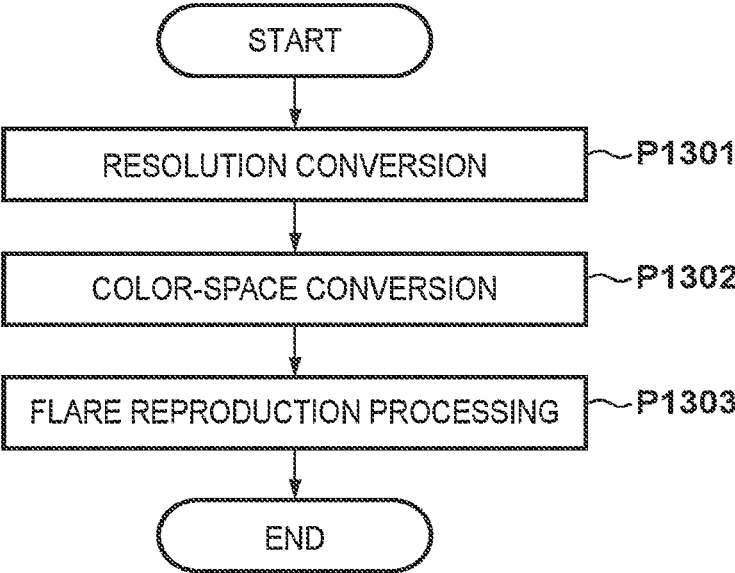 START
RESOLUTION CONVERSION
P1301
COLOR-SPACE CONVERSION
P1302
FLARE REPRODUCTION PROCESSING
P1303
END